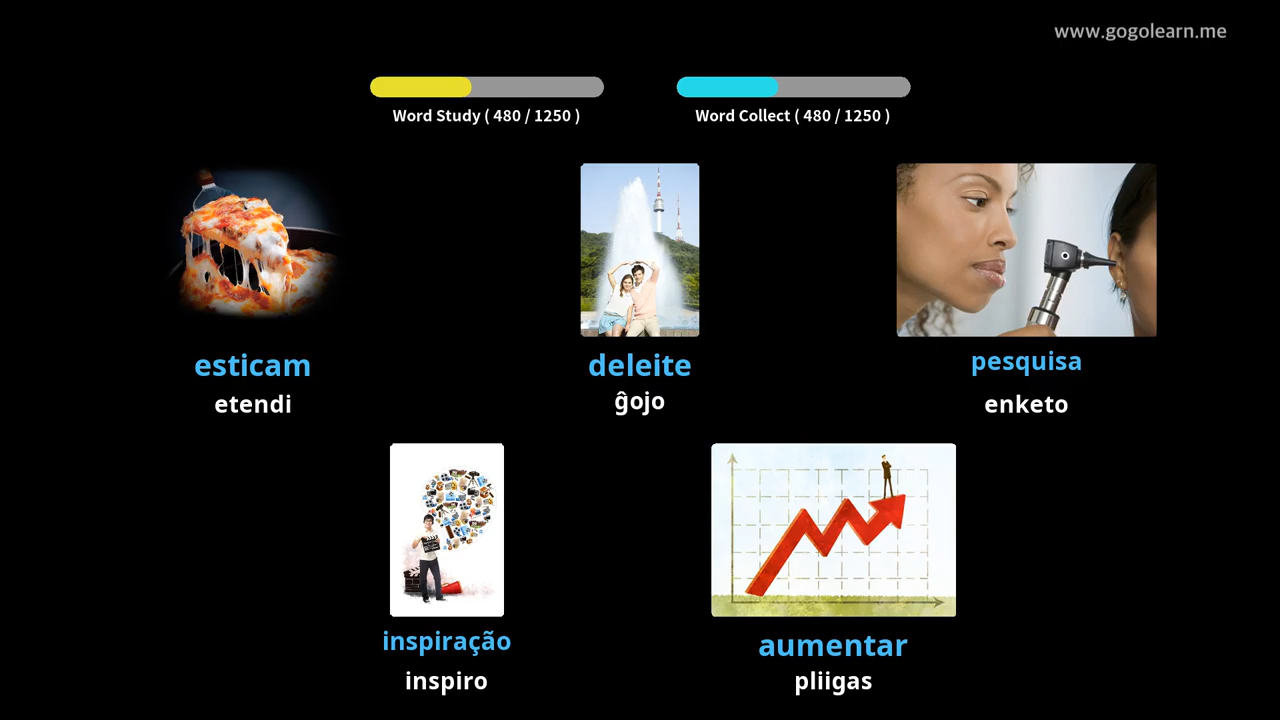 www.gogolearn.me
Word Study ( 480 / 1250 )
Word Collect ( 480 / 1250 )
esticam
etendi
deleite
ĝojo
pesquisa
enketo
inspiração
inspiro
aumentar
pliigas